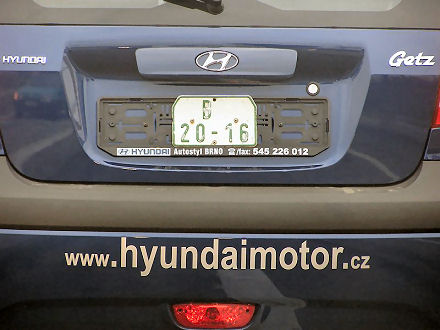 HYUNDAI
Getz
B
20-16
HYUNDAI Autostyl BRNO ☎/fax: 545 226 012
www.hyundaimotor.cz